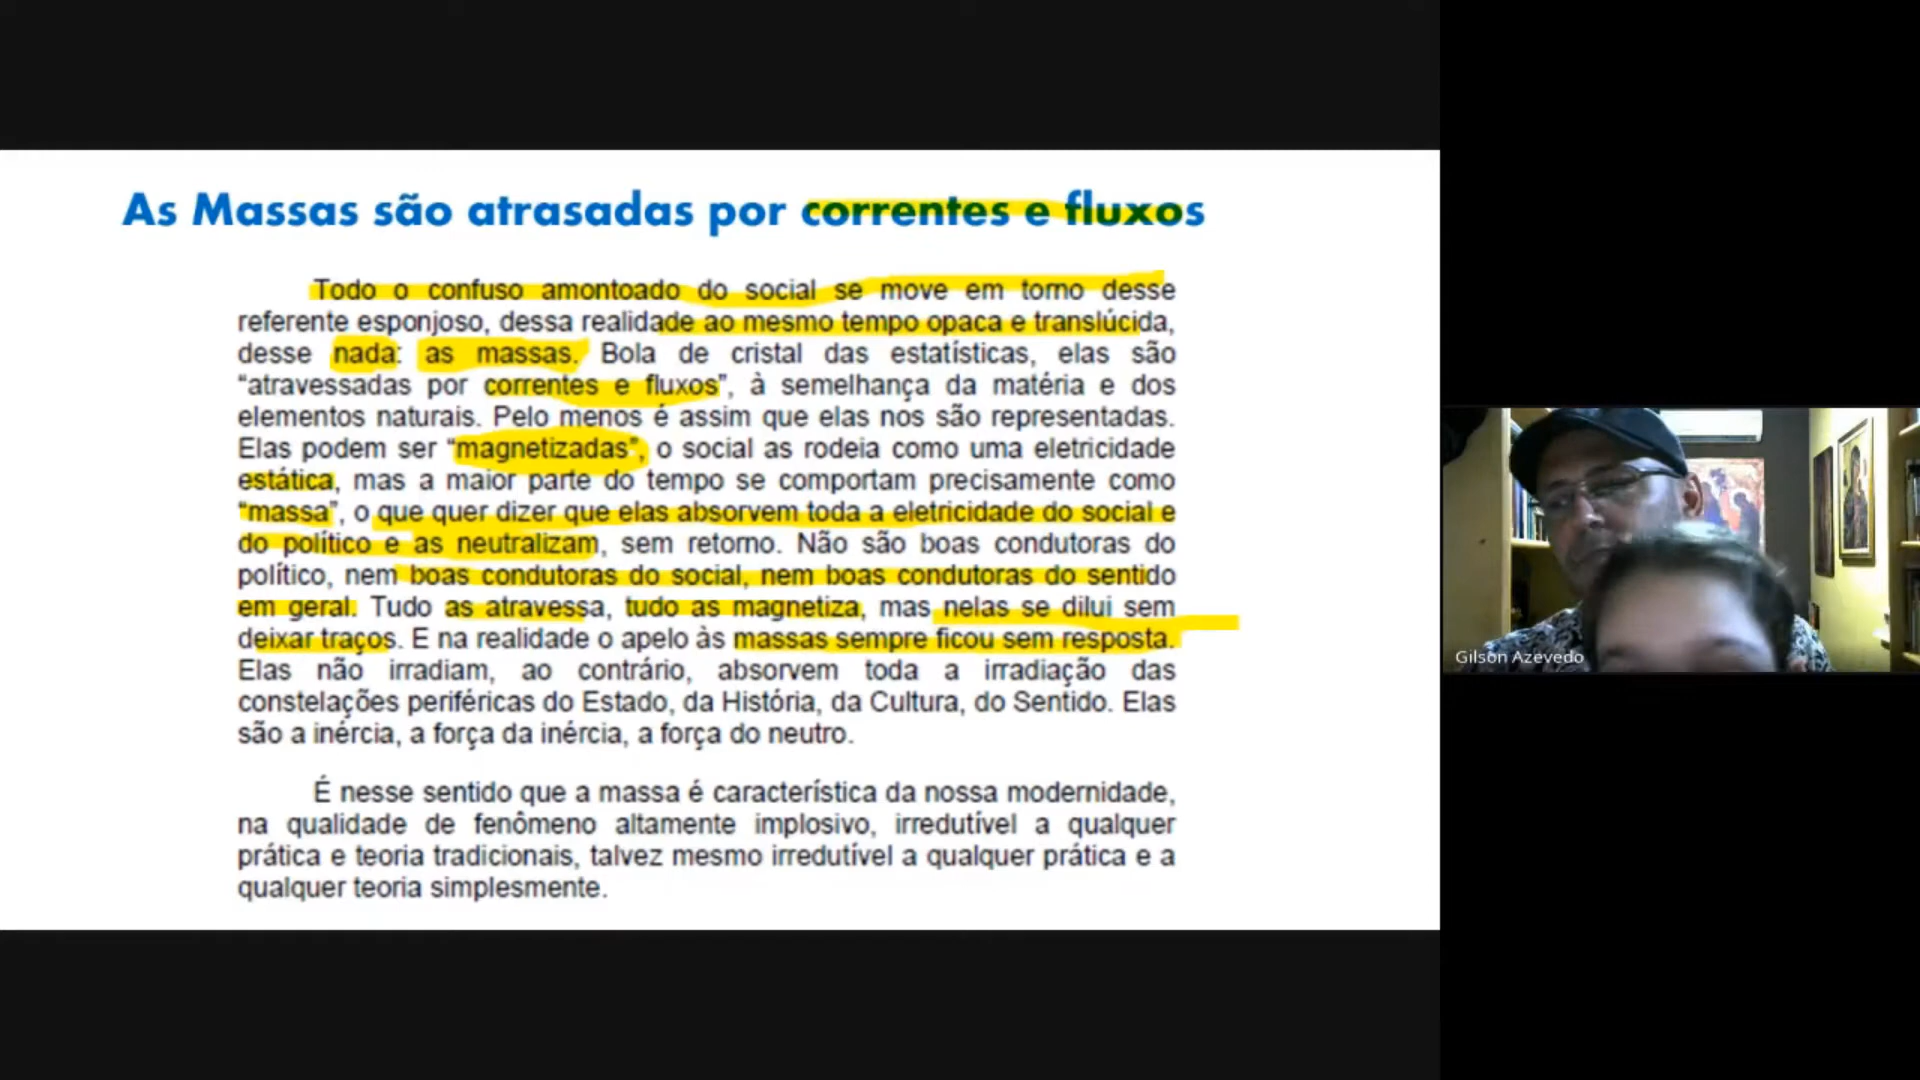 As Massas são atrasadas por correntes e fluxos
Todo o confuso amontoado do social se move em torno desse
referente esponjoso, dessa realidade ao mesmo tempo opaca e translúcida,
desse nada: as massas. Bola de cristal das estatísticas, elas são
“atravessadas por correntes e fluxos”, à semelhança da matéria e dos
elementos naturais. Pelo menos é assim que elas nos são representadas.
Elas podem ser “magnetizadas”, o social as rodeia como uma eletricidade
estática, mas a maior parte do tempo se comportam precisamente como
“massa”, o que quer dizer que elas absorvem toda a eletricidade do social e
do político e as neutralizam, sem retorno. Não são boas condutoras do
político, nem boas condutoras do social, nem boas condutoras do sentido
em geral. Tudo as atravessa, tudo as magnetiza, mas nelas se dilui sem
deixar traços. E na realidade o apelo às massas sempre ficou sem resposta.
Elas não irradiam, ao contrário, absorvem toda a irradiação das
constelações periféricas do Estado, da História, da Cultura, do Sentido. Elas
são a inércia, a força da inércia, a força do neutro.
É nesse sentido que a massa é característica da nossa modernidade,
na qualidade de fenômeno altamente implosivo, irredutível a qualquer
prática e teoria tradicionais, talvez mesmo irredutível a qualquer prática e a
qualquer teoria simplesmente.
Gilson Azevedo